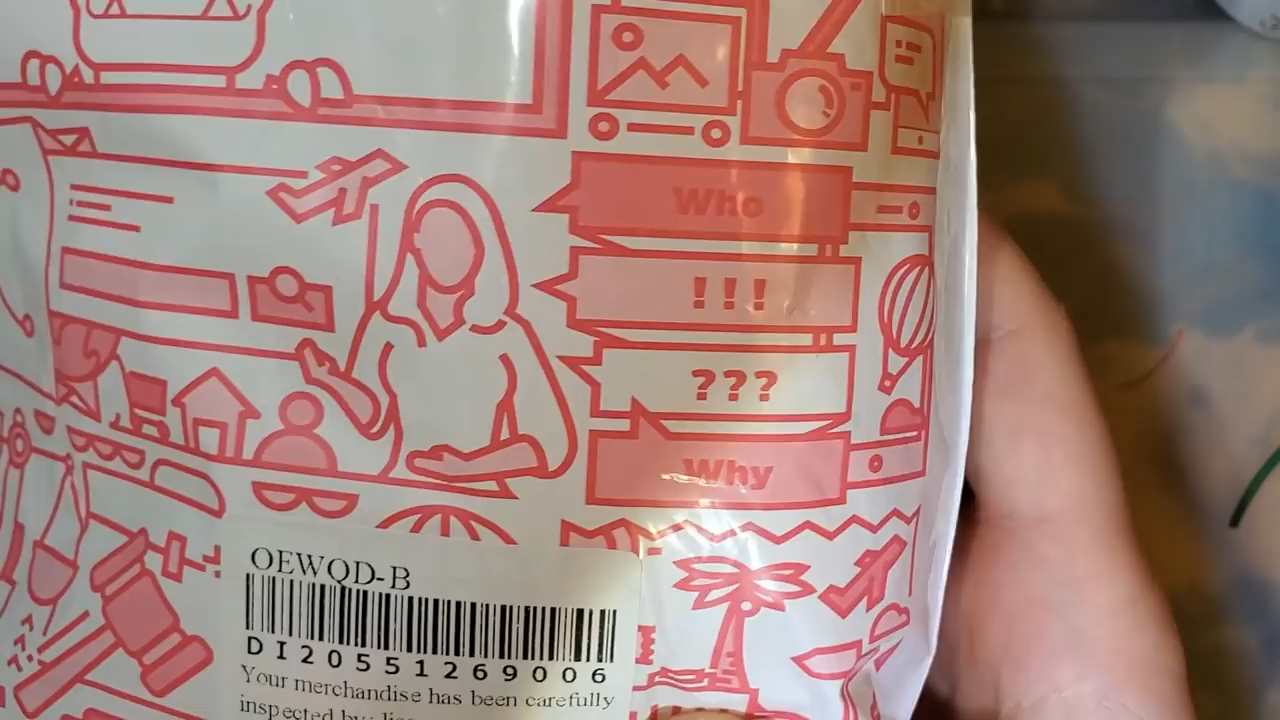 Who
!!!
???
Why
OEWQD-B
DI20551269006
Your merchandise has been carefully
inspected by